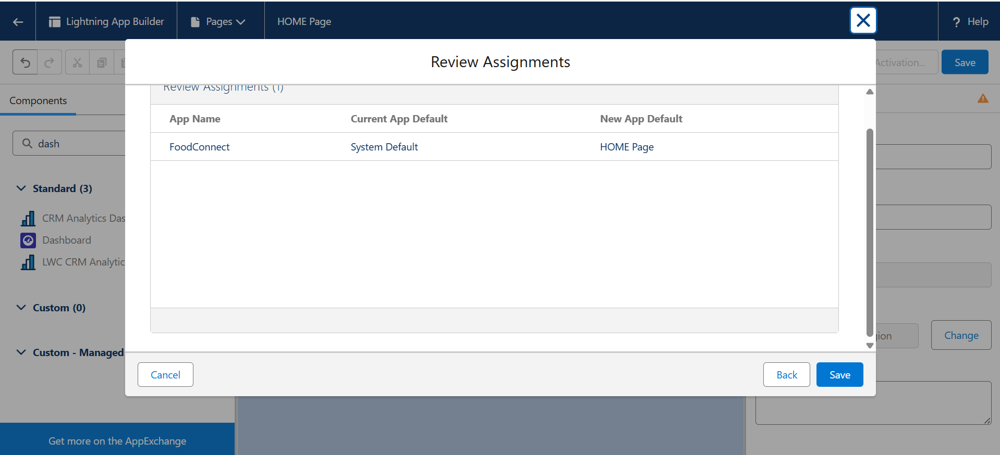 Lightning App Builder
Pages
HOME Page
? Help
Activation...
Save
Review Assignments
Review Assignments (1)
App Name
Current App Default
New App Default
FoodConnect
System Default
HOME Page
Components
dash
Standard (3)
CRM Analytics Das
Dashboard
LWC CRM Analytic
Custom (0)
Custom - Managed
Change
Cancel
Back
Save
Get more on the AppExchange